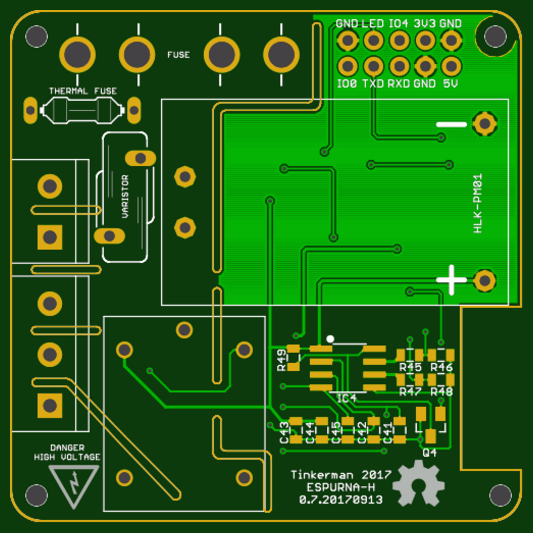 GND LED IO4 3V3 GND
FUSE
IO0 TXD RXD GND 5V
THERMAL FUSE
VARISTOR
HLK-PM01
R49
R45 R46
R47 R48
IC4
C43 C44 C45 C42 C41
Q4
DANGER
HIGH VOLTAGE
Tinkerman 2017
ESPURNA-H
0.7.20170913